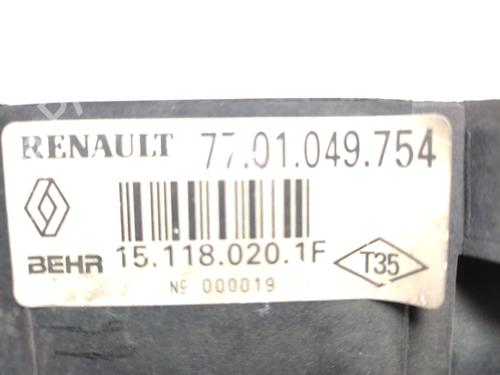 RENAULT 77.01.049.754
BEHR 15.118.020.1F T35
Nº 000019